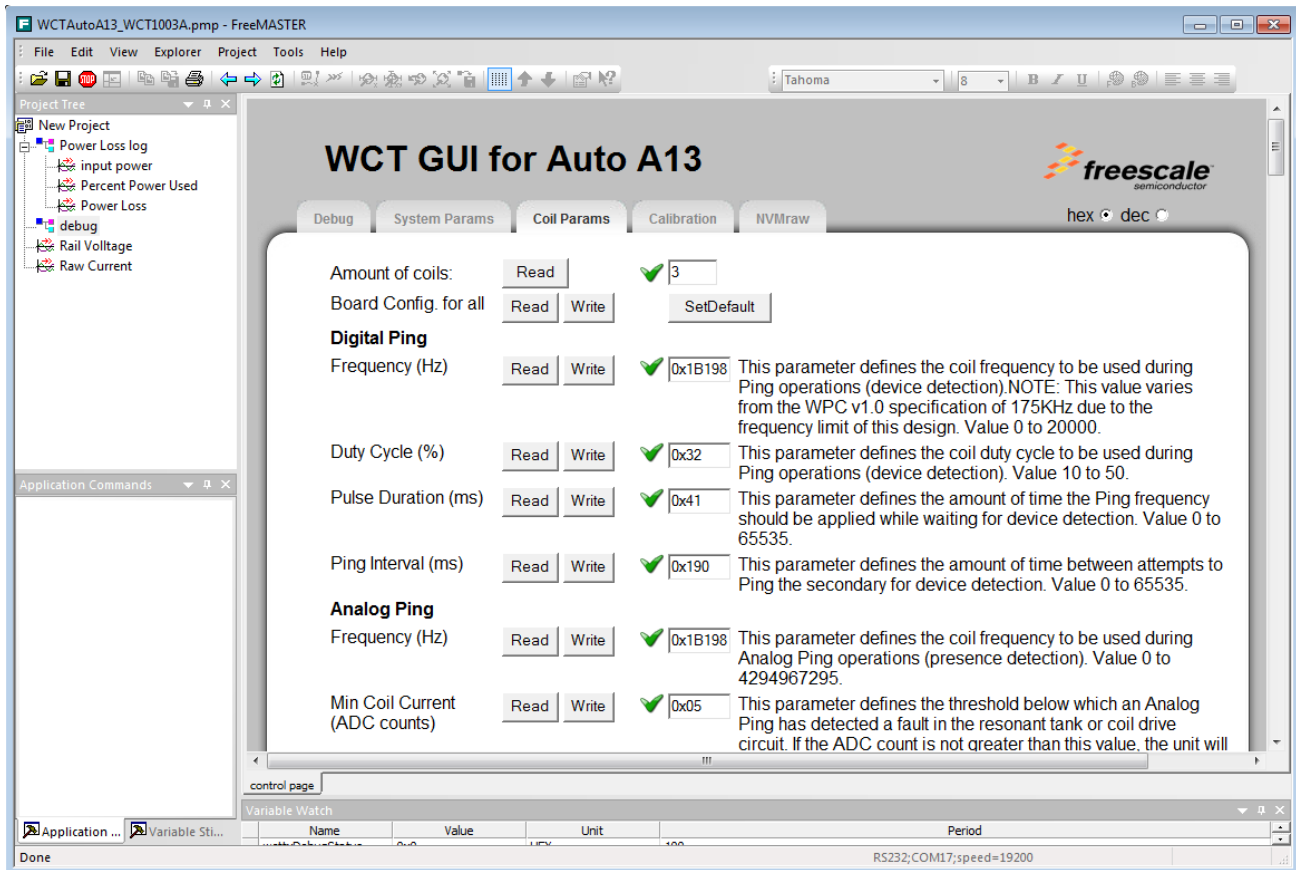 WCTAutoA13_WCT1003A.pmp - FreeMASTER
File Edit View Explorer Project Tools Help
STOP
Tahoma 8 B I U
Project Tree
New Project
Power Loss log
input power
Percent Power Used
Power Loss
debug
Rail Volltage
Raw Current
Application Commands
Application ... Variable Sti...
WCT GUI for Auto A13
freescale
semiconductor
Debug System Params Coil Params Calibration NVMraw
hex dec
Amount of coils: Read 3
Board Config. for all Read Write SetDefault
Digital Ping
Frequency (Hz) Read Write 0x1B198 This parameter defines the coil frequency to be used during
Ping operations (device detection).NOTE: This value varies
from the WPC v1.0 specification of 175KHz due to the
frequency limit of this design. Value 0 to 20000.
Duty Cycle (%) Read Write 0x32 This parameter defines the coil duty cycle to be used during
Ping operations (device detection). Value 10 to 50.
Pulse Duration (ms) Read Write 0x41 This parameter defines the amount of time the Ping frequency
should be applied while waiting for device detection. Value 0 to
65535.
Ping Interval (ms) Read Write 0x190 This parameter defines the amount of time between attempts to
Ping the secondary for device detection. Value 0 to 65535.
Analog Ping
Frequency (Hz) Read Write 0x1B198 This parameter defines the coil frequency to be used during
Analog Ping operations (presence detection). Value 0 to
4294967295.
Min Coil Current Read Write 0x05 This parameter defines the threshold below which an Analog
(ADC counts) Ping has detected a fault in the resonant tank or coil drive
circuit. If the ADC count is not greater than this value, the unit will
control page
Variable Watch
Name Value Unit Period
Done
RS232;COM17;speed=19200